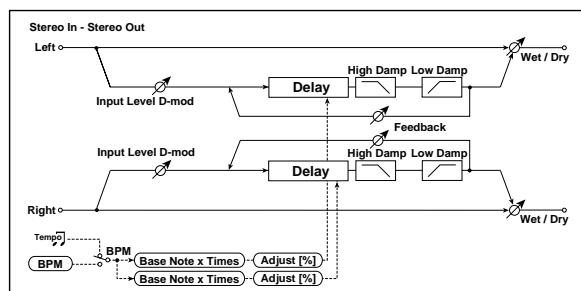 Stereo In - Stereo Out
Left
Wet / Dry
High Damp Low Damp
Delay
Input Level D-mod
Feedback
Input Level D-mod
High Damp Low Damp
Delay
Right
Wet / Dry
Tempo
BPM
BPM
Base Note x Times Adjust [%]
Base Note x Times Adjust [%]